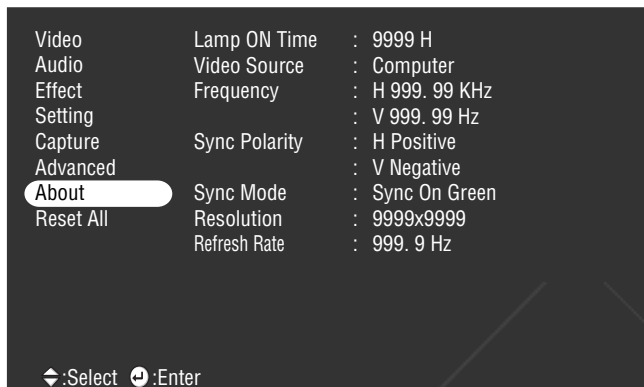 Video Lamp ON Time : 9999 H
Audio Video Source : Computer
Effect Frequency : H 999. 99 KHz
Setting : V 999. 99 Hz
Capture Sync Polarity : H Positive
Advanced : V Negative
About Sync Mode : Sync On Green
Reset All Resolution : 9999x9999
Refresh Rate : 999. 9 Hz
:Select :Enter